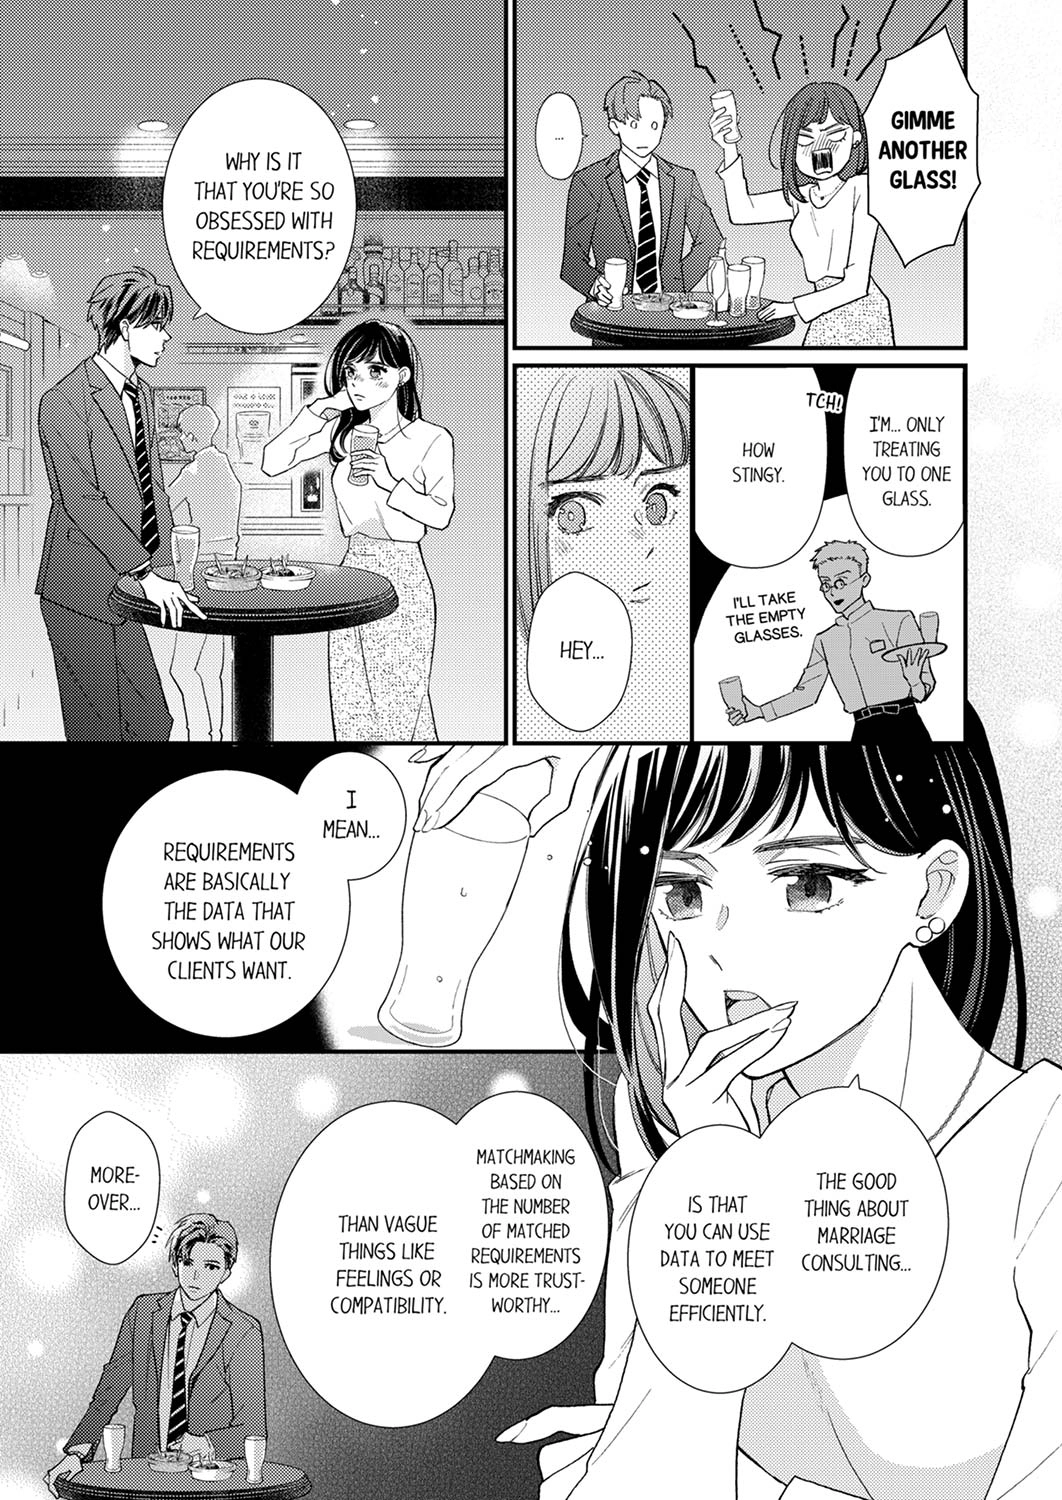 GIMME
ANOTHER
GLASS!
...
WHY IS IT
THAT YOU'RE SO
OBSESSED WITH
REQUIREMENTS?
I'M... ONLY
TREATING
YOU TO ONE
GLASS.
TCH!
HOW
STINGY.
I'LL TAKE
THE EMPTY
GLASSES.
HEY...
I
MEAN...
REQUIREMENTS
ARE BASICALLY
THE DATA THAT
SHOWS WHAT OUR
CLIENTS WANT.
THE GOOD
THING ABOUT
MARRIAGE
CONSULTING...
IS THAT
YOU CAN USE
DATA TO MEET
SOMEONE
EFFICIENTLY.
MATCHMAKING
BASED ON
THE NUMBER
OF MATCHED
REQUIREMENTS
IS MORE TRUST-
WORTHY...
THAN VAGUE
THINGS LIKE
FEELINGS OR
COMPATIBILITY.
MORE-
OVER...